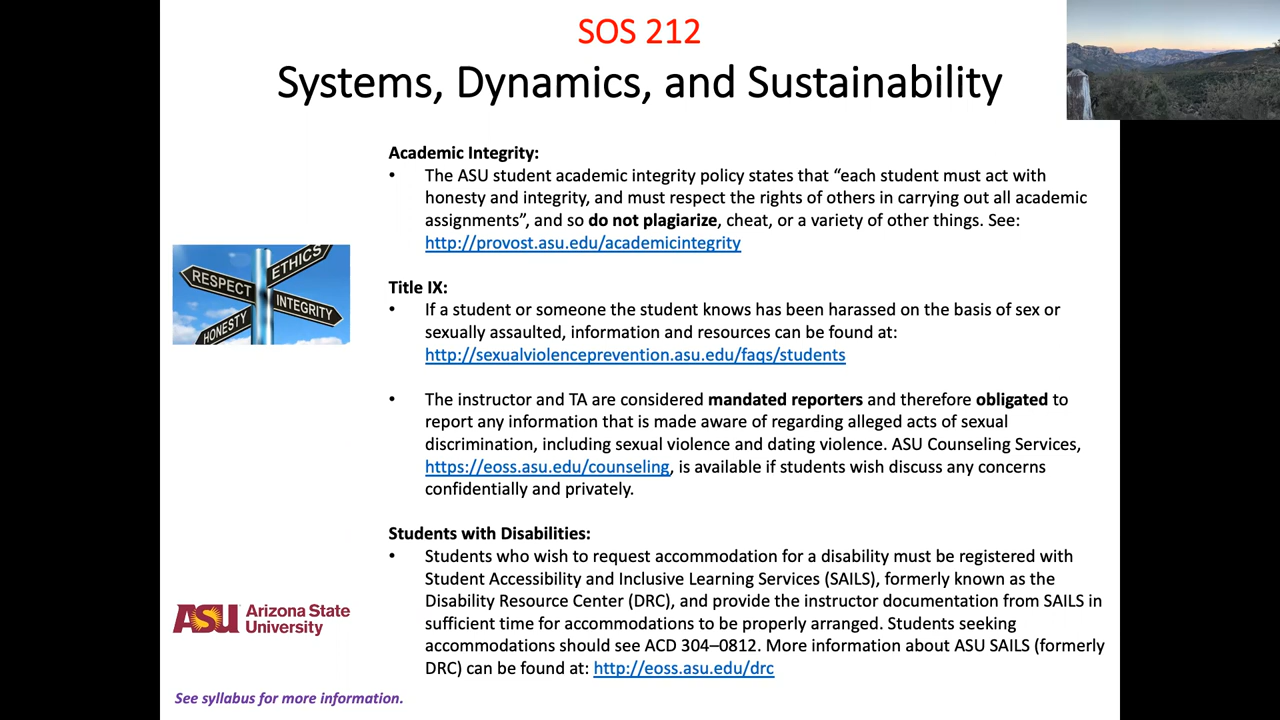 SOS 212
Systems, Dynamics, and Sustainability
Academic Integrity:
• The ASU student academic integrity policy states that “each student must act with
honesty and integrity, and must respect the rights of others in carrying out all academic
assignments”, and so do not plagiarize, cheat, or a variety of other things. See:
http://provost.asu.edu/academicintegrity
ETHICS
RESPECT
INTEGRITY
HONESTY
Title IX:
• If a student or someone the student knows has been harassed on the basis of sex or
sexually assaulted, information and resources can be found at:
http://sexualviolenceprevention.asu.edu/faqs/students
• The instructor and TA are considered mandated reporters and therefore obligated to
report any information that is made aware of regarding alleged acts of sexual
discrimination, including sexual violence and dating violence. ASU Counseling Services,
https://eoss.asu.edu/counseling, is available if students wish discuss any concerns
confidentially and privately.
Students with Disabilities:
• Students who wish to request accommodation for a disability must be registered with
Student Accessibility and Inclusive Learning Services (SAILS), formerly known as the
Disability Resource Center (DRC), and provide the instructor documentation from SAILS in
sufficient time for accommodations to be properly arranged. Students seeking
accommodations should see ACD 304–0812. More information about ASU SAILS (formerly
DRC) can be found at: http://eoss.asu.edu/drc
ASU Arizona State
University
See syllabus for more information.